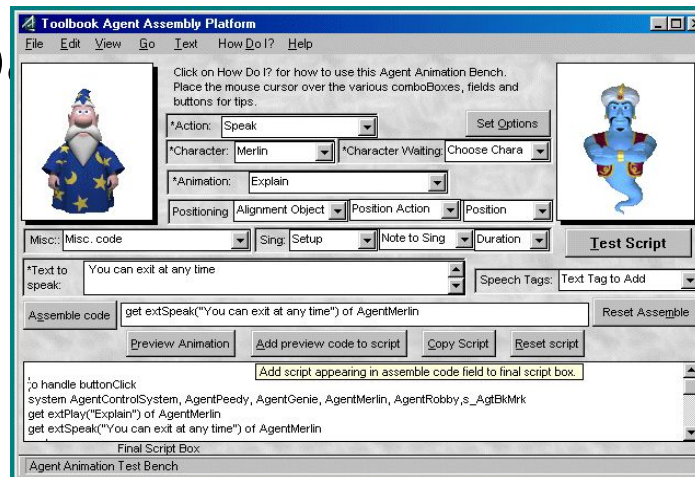 Toolbook Agent Assembly Platform
File Edit View Go Text How Do I? Help
Click on How Do I? for how to use this Agent Animation Bench.
Place the mouse cursor over the various comboBoxes, fields and
buttons for tips.
*Action: Speak Set Options
*Character: Merlin *Character Waiting: Choose Chara
*Animation: Explain
Positioning Alignment Object Position Action Position
Misc:: Misc. code Sing: Setup Note to Sing Duration Test Script
*Text to speak: You can exit at any time Speech Tags: Text Tag to Add
Assemble code get extSpeak("You can exit at any time") of AgentMerlin Reset Assemble
Preview Animation Add preview code to script Copy Script Reset script
Add script appearing in assemble code field to final script box.
to handle buttonClick
system AgentControlSystem, AgentPeedy, AgentGenie, AgentMerlin, AgentRobby,s_AgtBkMrk
get extPlay("Explain") of AgentMerlin
get extSpeak("You can exit at any time") of AgentMerlin
Final Script Box
Agent Animation Test Bench